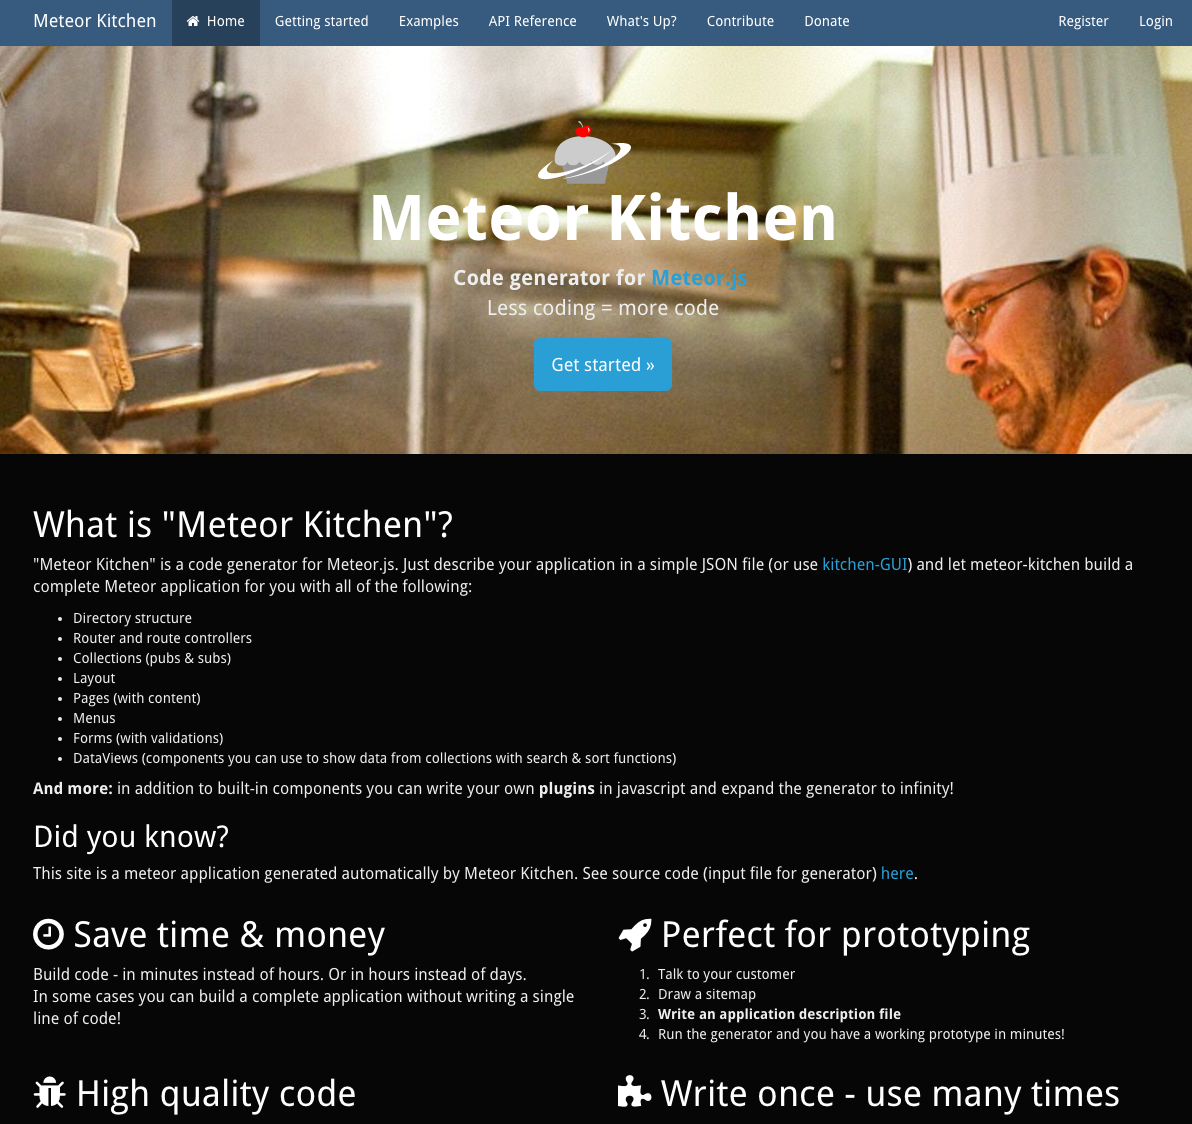 Meteor Kitchen Home Getting started Examples API Reference What's Up? Contribute Donate Register Login
Meteor Kitchen
Code generator for Meteor.js
Less coding = more code
Get started »
What is "Meteor Kitchen"?
"Meteor Kitchen" is a code generator for Meteor.js. Just describe your application in a simple JSON file (or use kitchen-GUI) and let meteor-kitchen build a
complete Meteor application for you with all of the following:
• Directory structure
• Router and route controllers
• Collections (pubs & subs)
• Layout
• Pages (with content)
• Menus
• Forms (with validations)
• DataViews (components you can use to show data from collections with search & sort functions)
And more: in addition to built-in components you can write your own plugins in javascript and expand the generator to infinity!
Did you know?
This site is a meteor application generated automatically by Meteor Kitchen. See source code (input file for generator) here.
Save time & money
Build code - in minutes instead of hours. Or in hours instead of days.
In some cases you can build a complete application without writing a single
line of code!
Perfect for prototyping
1. Talk to your customer
2. Draw a sitemap
3. Write an application description file
4. Run the generator and you have a working prototype in minutes!
High quality code
Write once - use many times